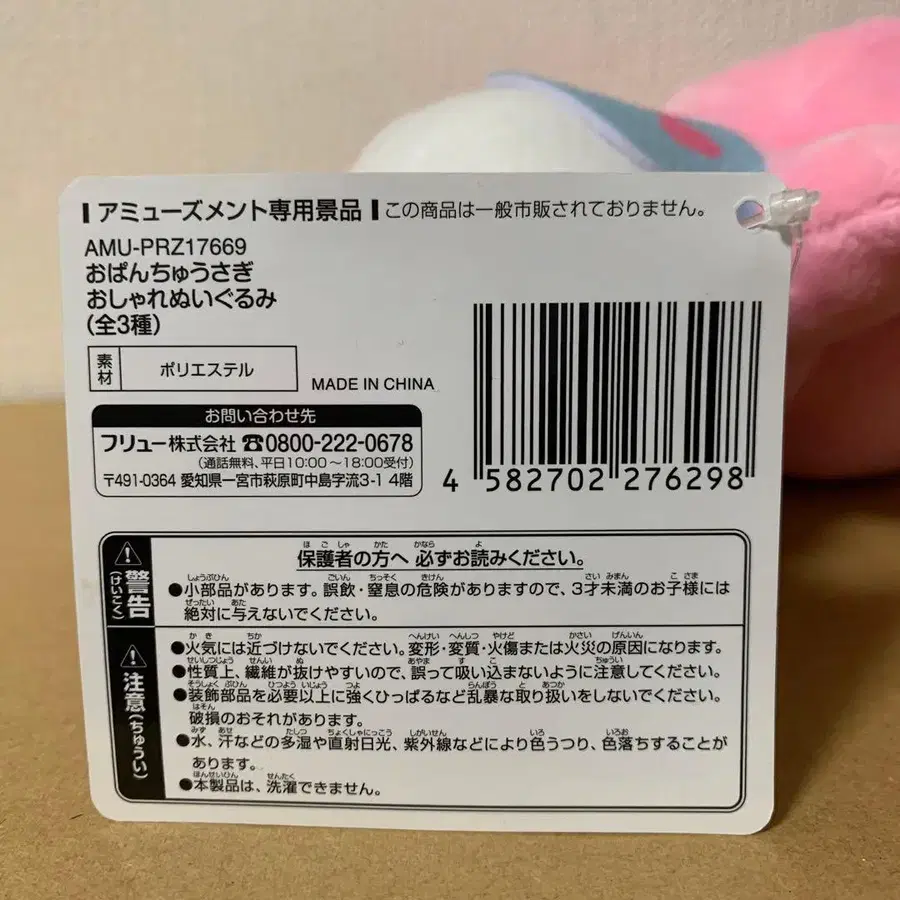 アミューズメント専用景品 この商品は一般市販されておりません。
AMU-PRZ17669
おぱんちゅうさぎ
おしゃれぬいぐるみ
(全3種)
素材 ポリエステル
MADE IN CHINA
お問い合わせ先
フリュー株式会社 ☎0800-222-0678
(通話無料、平日10:00~18:00受付)
〒491-0364 愛知県一宮市萩原町中島字流3-1 4階
4 582702 276298
保護者の方へ 必ずお読みください。
警告(けいこく)
●小部品があります。誤飲・窒息の危険がありますので、3才未満のお子様には
絶対に与えないでください。
注意(ちゅうい)
●火気には近づけないでください。変形・変質・火傷または火災の原因になります。
●性質上、繊維が抜けやすいので、誤って吸い込まないように注意してください。
●装飾部品を必要以上に強くひっぱるなど乱暴な取り扱いをしないでください。
破損のおそれがあります。
●水、汗などの多湿や直射日光、紫外線などにより色うつり、色落ちすることが
あります。
●本製品は、洗濯できません。